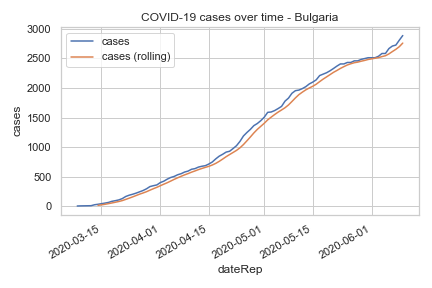 COVID-19 cases over time - Bulgaria
cases
cases (rolling)
3000
2500
2000
1500
1000
500
0
cases
2020-03-15
2020-04-01
2020-04-15
2020-05-01
2020-05-15
2020-06-01
dateRep